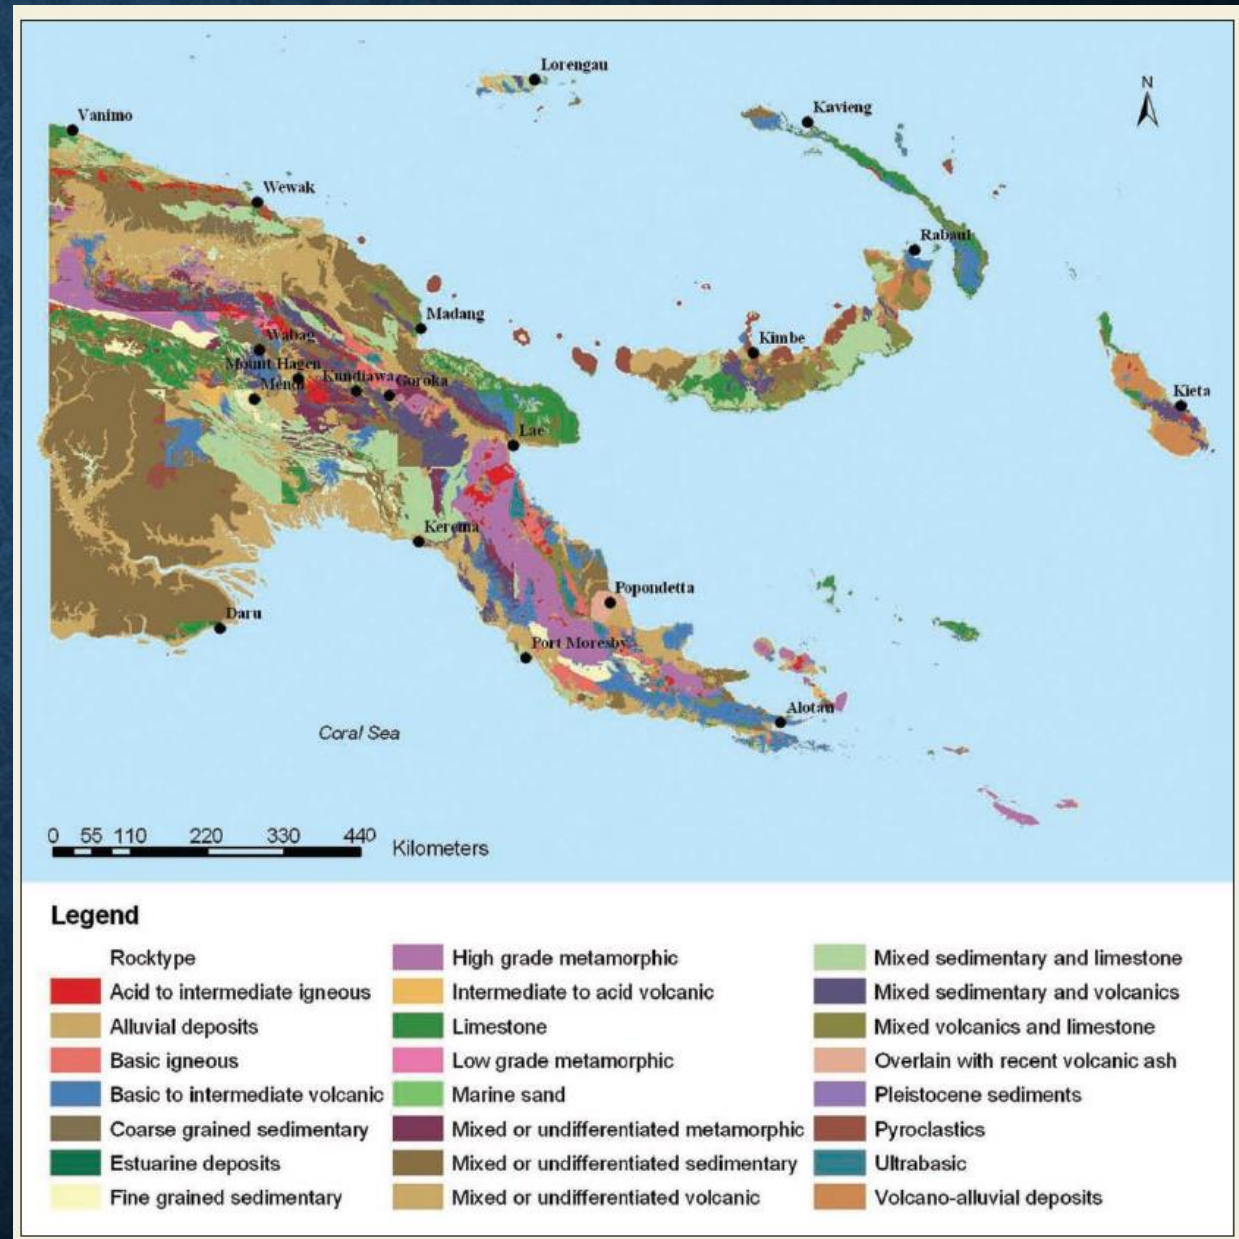 Lorengau
N
Kavieng
Vanimo
Wewak
Rabaul
Madang
Wabag
Kimbe
Mount Hagen
Mendi
Kundiawa
Goroka
Kieta
Lae
Kerema
Popondetta
Daru
Port Moresby
Alotau
Coral Sea
0 55 110 220 330 440
Kilometers
Legend
Rocktype
Acid to intermediate igneous
Alluvial deposits
Basic igneous
Basic to intermediate volcanic
Coarse grained sedimentary
Estuarine deposits
Fine grained sedimentary
High grade metamorphic
Intermediate to acid volcanic
Limestone
Low grade metamorphic
Marine sand
Mixed or undifferentiated metamorphic
Mixed or undifferentiated sedimentary
Mixed or undifferentiated volcanic
Mixed sedimentary and limestone
Mixed sedimentary and volcanics
Mixed volcanics and limestone
Overlain with recent volcanic ash
Pleistocene sediments
Pyroclastics
Ultrabasic
Volcano-alluvial deposits